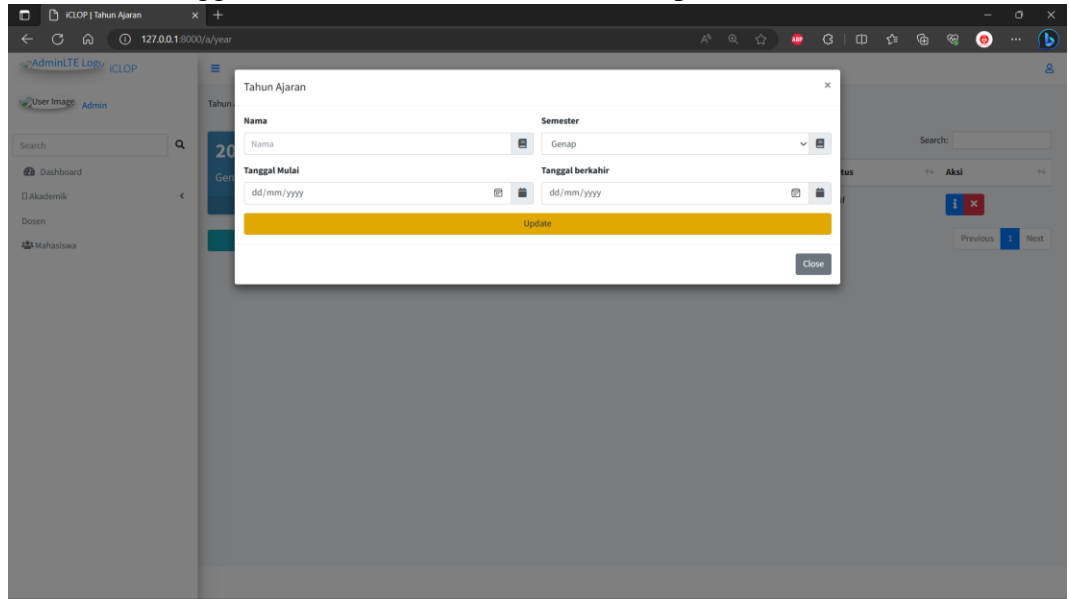 iCLOP | Tahun Ajaran
127.0.0.1:8000/a/year
AdminLTE Logo iCLOP
User Image Admin
Search
Dashboard
Akademik
Dosen
Mahasiswa
Tahun Ajaran ×
Nama Semester
Nama Genap
Tanggal Mulai Tanggal berkahir
dd/mm/yyyy dd/mm/yyyy
Update
Close
Tahun
20
Gen
Search:
tus Aksi
if
Previous 1 Next